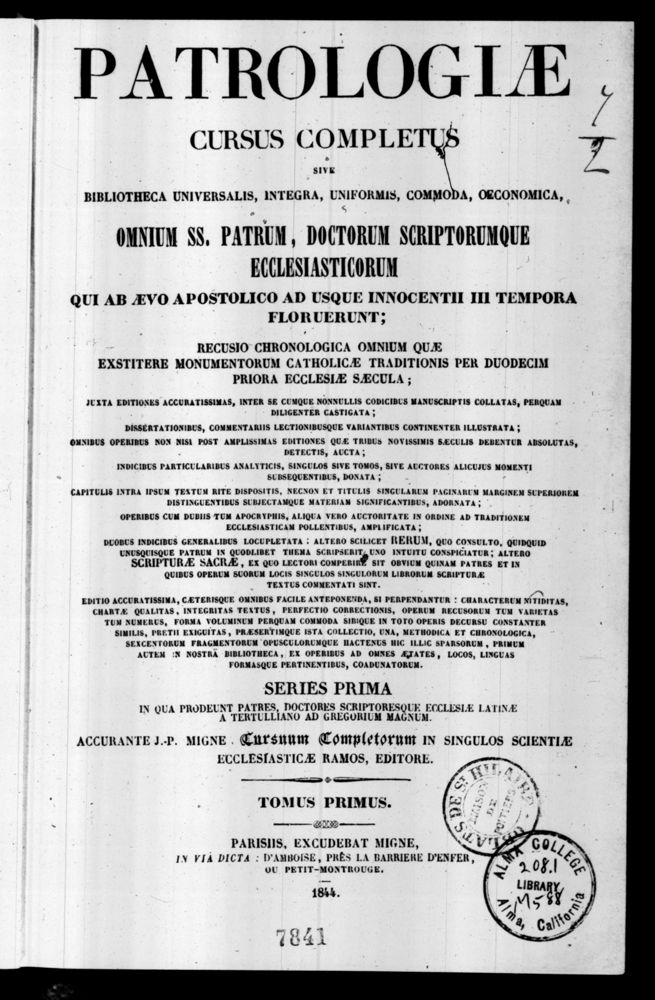 PATROLOGIÆ
CURSUS COMPLETUS
SIVE
BIBLIOTHECA UNIVERSALIS, INTEGRA, UNIFORMIS, COMMODA, OECONOMICA,
OMNIUM SS. PATRUM, DOCTORUM SCRIPTORUMQUE
ECCLESIASTICORUM
QUI AB ÆVO APOSTOLICO AD USQUE INNOCENTII III TEMPORA
FLORUERUNT;
RECUSIO CHRONOLOGICA OMNIUM QUÆ
EXSTITERE MONUMENTORUM CATHOLICÆ TRADITIONIS PER DUODECIM
PRIORA ECCLESIÆ SÆCULA;
JUXTA EDITIONES ACCURATISSIMAS, INTER SE CUMQUE NONNULLIS CODICIBUS MANUSCRIPTIS COLLATAS, PERQUAM
DILIGENTER CASTIGATA;
DISSERTATIONIBUS, COMMENTARIIS LECTIONIBUSQUE VARIANTIBUS CONTINENTER ILLUSTRATA;
OMNIBUS OPERIBUS NON NISI POST AMPLISSIMAS EDITIONES QUÆ TRIBUS NOVISSIMIS SÆCULIS DEBENTUR ABSOLUTAS,
DETECTIS, AUCTA;
INDICIBUS PARTICULARIBUS ANALYTICIS, SINGULOS SIVE TOMOS, SIVE AUCTORES ALICUJUS MOMENTI
SUBSEQUENTIBUS, DONATA;
CAPITULIS INTRA IPSUM TEXTUM RITE DISPOSITIS, NECNON ET TITULIS SINGULARUM PAGINARUM MARGINEM SUPERIOREM
DISTINGUENTIBUS SUBJECTAMQUE MATERIAM SIGNIFICANTIBUS, ADORNATA;
OPERIBUS CUM DUBIIS TUM APOCRYPHIS, ALIQUA VERO AUCTORITATE IN ORDINE AD TRADITIONEM
ECCLESIASTICAM POLLENTIBUS, AMPLIFICATA;
DUOBUS INDICIBUS GENERALIBUS LOCUPLETATA : ALTERO SCILICET RERUM, QUO CONSULTO, QUIDQUID
UNUSQUISQUE PATRUM IN QUODLIBET THEMA SCRIPSERIT UNO INTUITU CONSPICIATUR; ALTERO
SCRIPTURÆ SACRÆ, EX QUO LECTORI COMPERIRE SIT OBVIUM QUINAM PATRES ET IN
QUIBUS OPERUM SUORUM LOCIS SINGULOS SINGULORUM LIBRORUM SCRIPTURÆ
TEXTUS COMMENTATI SINT.
EDITIO ACCURATISSIMA, CÆTERISQUE OMNIBUS FACILE ANTEPONENDA, SI PERPENDANTUR : CHARACTERUM NITIDITAS,
CHARTÆ QUALITAS, INTEGRITAS TEXTUS, PERFECTIO CORRECTIONIS, OPERUM RECUSORUM TUM VARIETAS
TUM NUMERUS, FORMA VOLUMINUM PERQUAM COMMODA SIBIQUE IN TOTO OPERIS DECURSU CONSTANTER
SIMILIS, PRETII EXIGUITAS, PRÆSERTIMQUE ISTA COLLECTIO, UNA, METHODICA ET CHRONOLOGICA,
SEXCENTORUM FRAGMENTORUM OPUSCULORUMQUE HACTENUS HIC ILLIC SPARSORUM, PRIMUM
AUTEM IN NOSTRA BIBLIOTHECA, EX OPERIBUS AD OMNES ÆTATES, LOCOS, LINGUAS
FORMASQUE PERTINENTIBUS, COADUNATORUM.
SERIES PRIMA
IN QUA PRODEUNT PATRES, DOCTORES SCRIPTORESQUE ECCLESIÆ LATINÆ
A TERTULLIANO AD GREGORIUM MAGNUM.
ACCURANTE J.-P. MIGNE, Cursuum Completorum IN SINGULOS SCIENTIÆ
ECCLESIASTICÆ RAMOS, EDITORE.
TOMUS PRIMUS.
PARISIIS, EXCUDEBAT MIGNE,
IN VIÂ DICTA : D'AMBOISE, PRÈS LA BARRIERE D'ENFER,
OU PETIT-MONTROUGE.
1844.
OBLATS DE ST HILAIRE
MAISON
DE
POITIERS
ALMA COLLEGE
208.1
LIBRARY
M588
Alma, California
7841